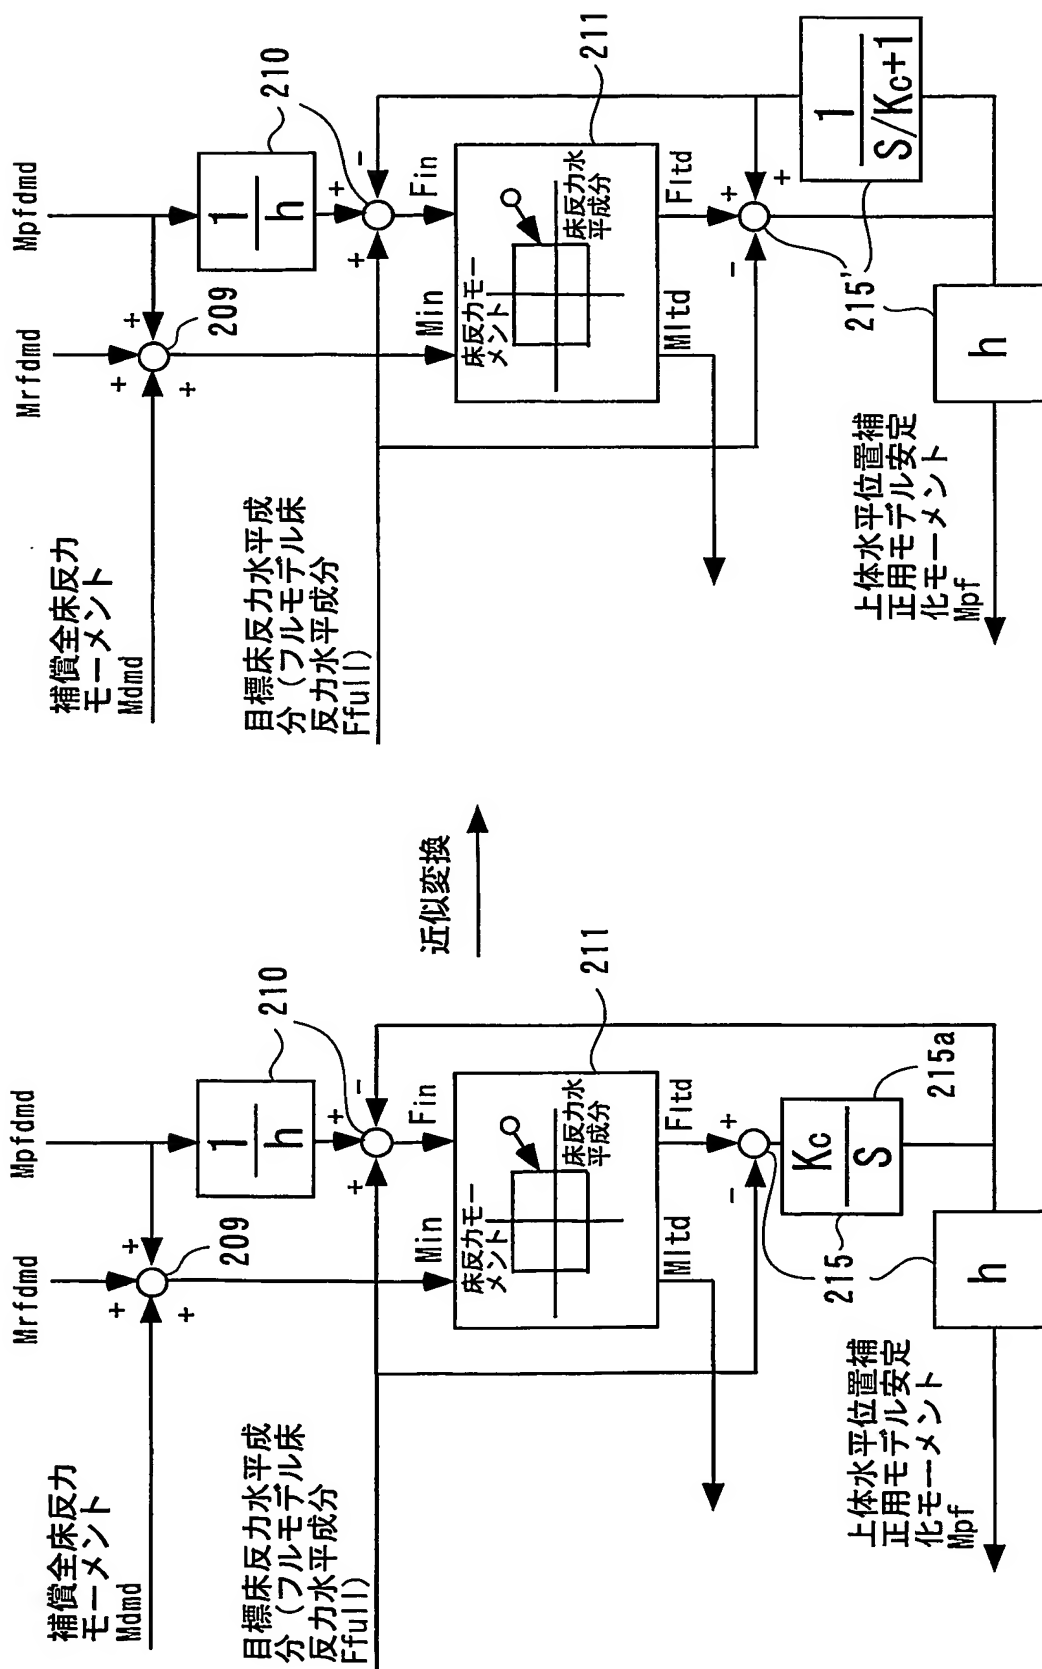 Mrfdmd
Mpfdmd
補償全床反力
モーメント
Mdmd
209
1
h
210
目標床反力水平成
分(フルモデル床
反力水平成分
Ffull)
Min
Fin
床反力モー
メント
床反力水
平成分
211
Mltd
Fltd
215
Kc
S
215a
h
上体水平位置補
正用モデル安定
化モーメント
Mpf
近似変換
Mrfdmd
Mpfdmd
補償全床反力
モーメント
Mdmd
209
1
h
210
目標床反力水平成
分(フルモデル床
反力水平成分
Ffull)
Min
Fin
床反力モー
メント
床反力水
平成分
211
Mltd
Fltd
215'
1
S/Kc+1
h
上体水平位置補
正用モデル安定
化モーメント
Mpf